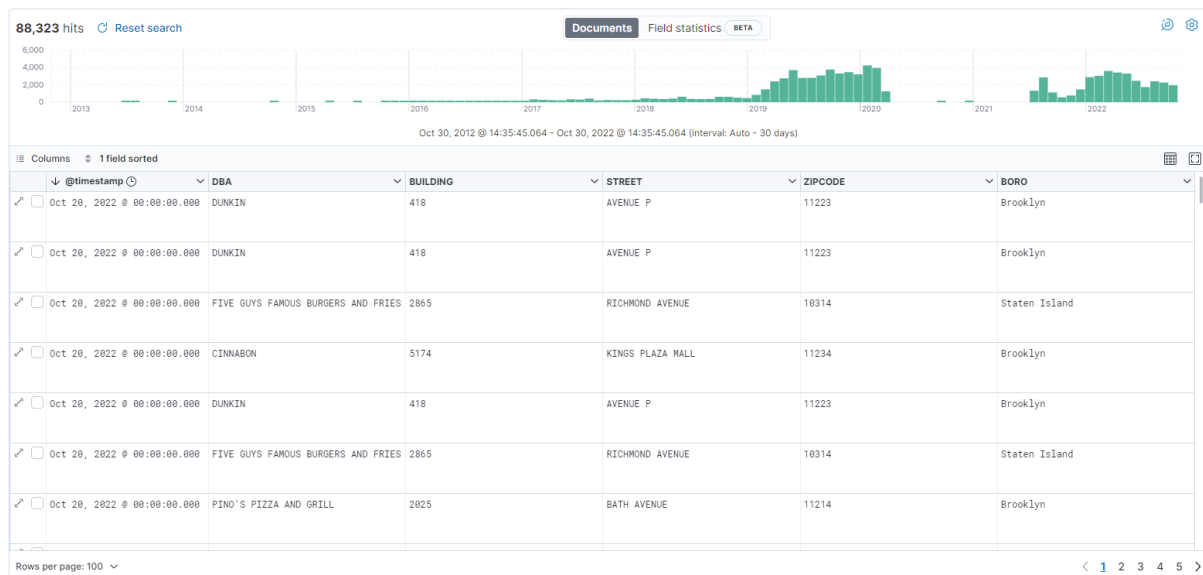 88,323 hits Reset search Documents Field statistics BETA
6,000
4,000
2,000
0
2013 2014 2015 2016 2017 2018 2019 2020 2021 2022
Oct 30, 2012 @ 14:35:45.064 - Oct 30, 2022 @ 14:35:45.064 (interval: Auto - 30 days)
Columns 1 field sorted
@timestamp DBA BUILDING STREET ZIPCODE BORO
Oct 20, 2022 @ 00:00:00.000 DUNKIN 418 AVENUE P 11223 Brooklyn
Oct 20, 2022 @ 00:00:00.000 DUNKIN 418 AVENUE P 11223 Brooklyn
Oct 20, 2022 @ 00:00:00.000 FIVE GUYS FAMOUS BURGERS AND FRIES 2865 RICHMOND AVENUE 10314 Staten Island
Oct 20, 2022 @ 00:00:00.000 CINNABON 5174 KINGS PLAZA MALL 11234 Brooklyn
Oct 20, 2022 @ 00:00:00.000 DUNKIN 418 AVENUE P 11223 Brooklyn
Oct 20, 2022 @ 00:00:00.000 FIVE GUYS FAMOUS BURGERS AND FRIES 2865 RICHMOND AVENUE 10314 Staten Island
Oct 20, 2022 @ 00:00:00.000 PINO'S PIZZA AND GRILL 2025 BATH AVENUE 11214 Brooklyn
Rows per page: 100 1 2 3 4 5